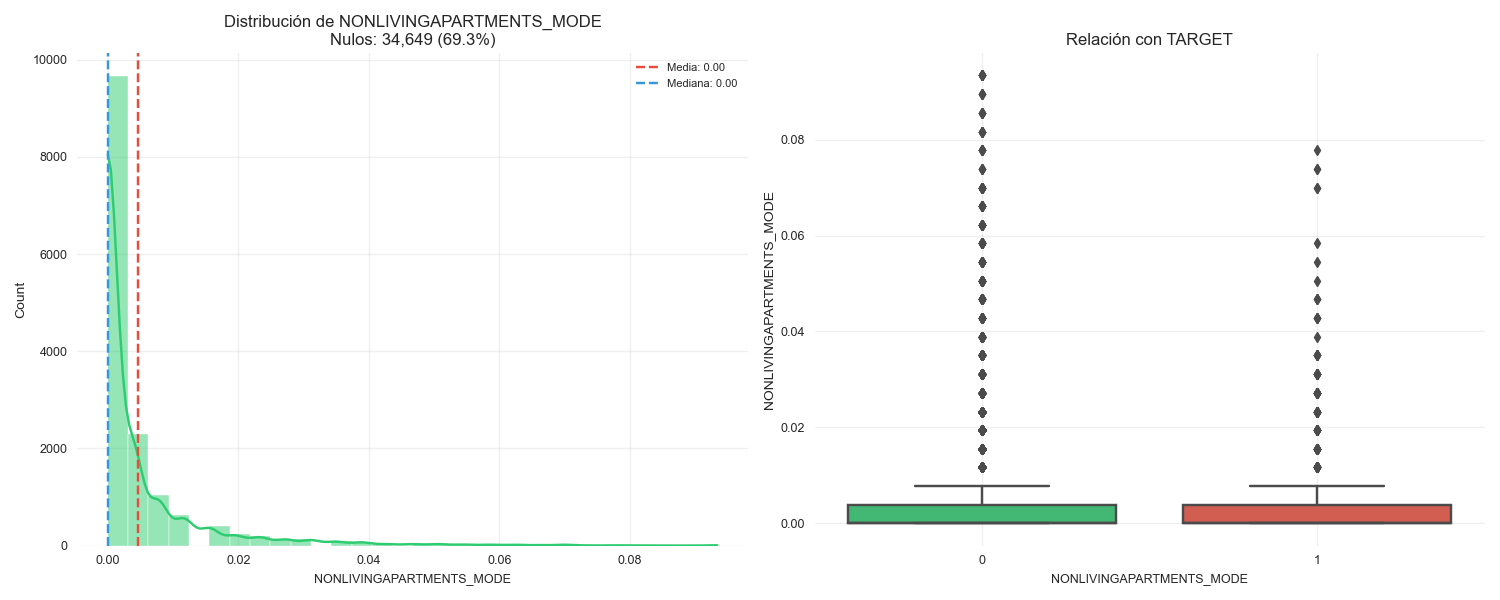 Distribución de NONLIVINGAPARTMENTS_MODE
Nulos: 34,649 (69.3%)
Media: 0.00
Mediana: 0.00
Count
10000
8000
6000
4000
2000
0
0.00
0.02
0.04
0.06
0.08
NONLIVINGAPARTMENTS_MODE
Relación con TARGET
NONLIVINGAPARTMENTS_MODE
0.08
0.06
0.04
0.02
0.00
0
1
NONLIVINGAPARTMENTS_MODE